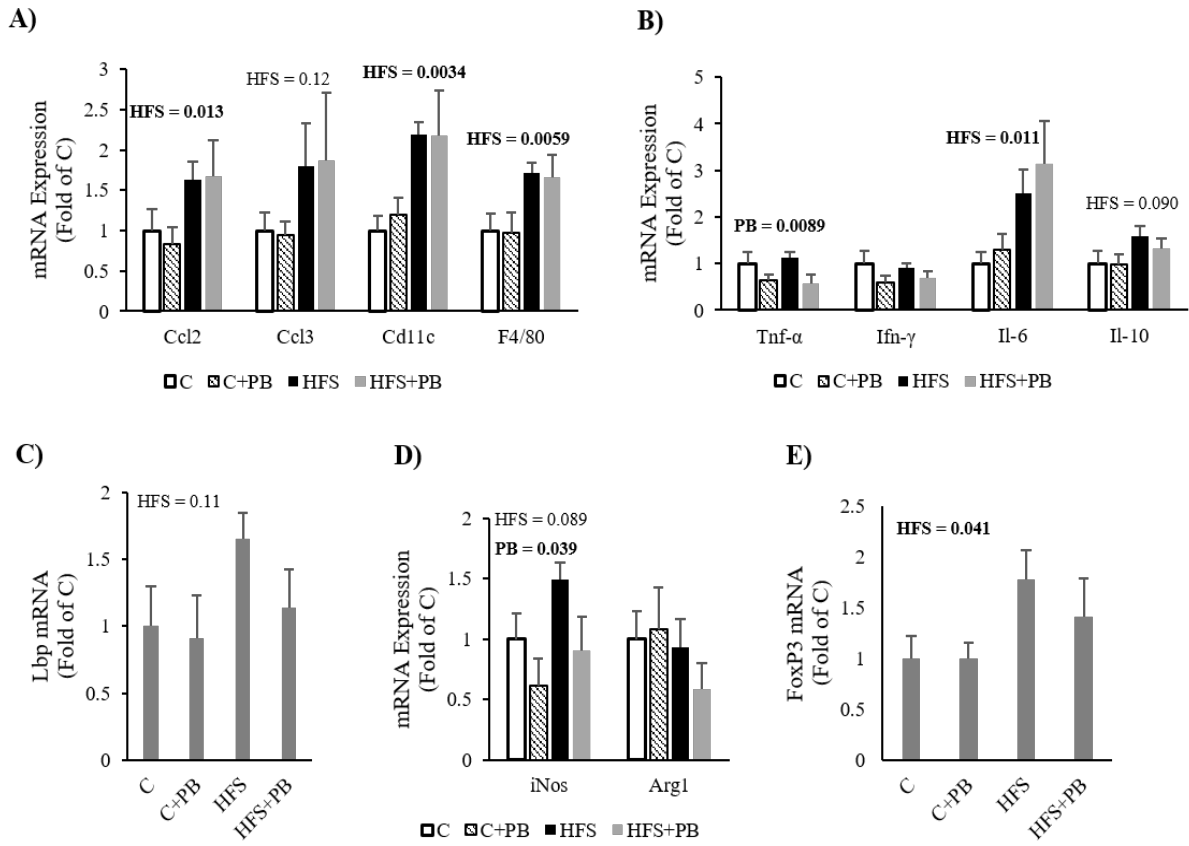 A)
mRNA Expression
(Fold of C)
3
2.5
2
1.5
1
0.5
0
HFS = 0.013
HFS = 0.12
HFS = 0.0034
HFS = 0.0059
Ccl2 Ccl3 Cd11c F4/80
C C+PB HFS HFS+PB
B)
mRNA Expression
(Fold of C)
5
4
3
2
1
0
PB = 0.0089
HFS = 0.011
HFS = 0.090
Tnf-α Ifn-γ Il-6 Il-10
C C+PB HFS HFS+PB
C)
Lbp mRNA
(Fold of C)
2
1.5
1
0.5
0
HFS = 0.11
C C+PB HFS HFS+PB
D)
mRNA Expression
(Fold of C)
2
1.5
1
0.5
0
HFS = 0.089
PB = 0.039
iNos Arg1
C C+PB HFS HFS+PB
E)
FoxP3 mRNA
(Fold of C)
2.5
2
1.5
1
0.5
0
HFS = 0.041
C C+PB HFS HFS+PB